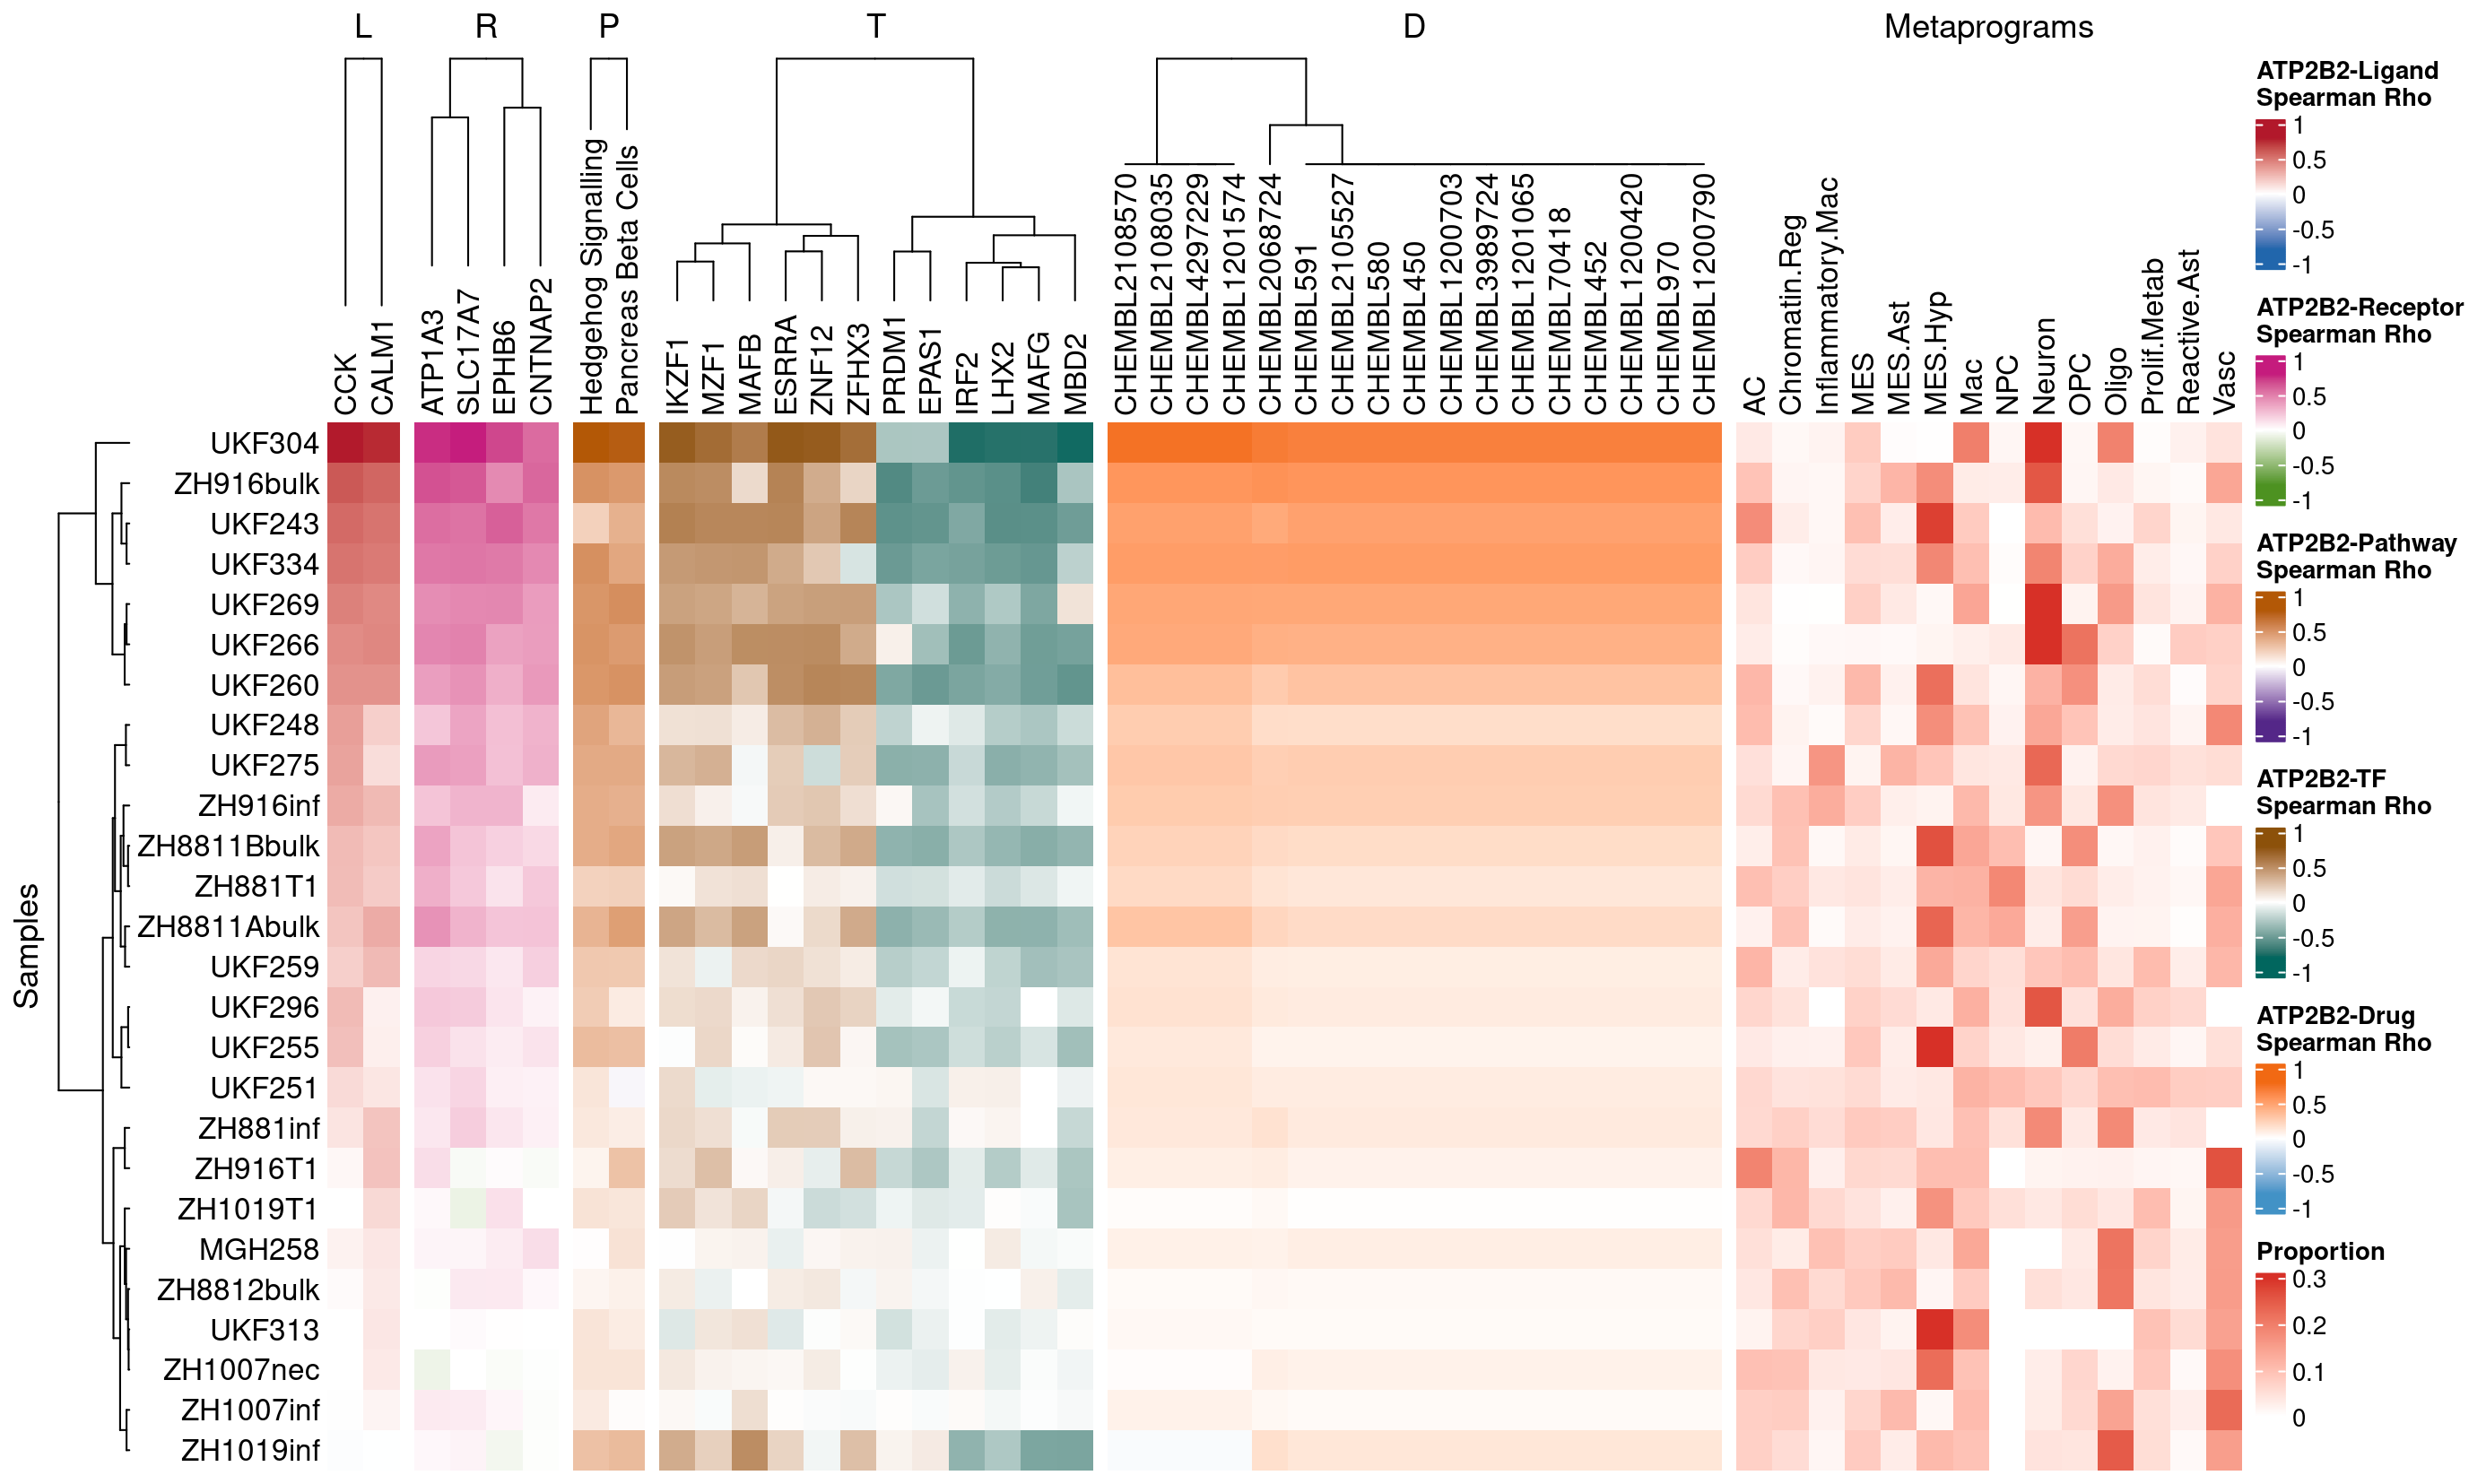 L
R
P
T
D
Metaprograms
CCK
CALM1
ATP1A3
SLC17A7
EPHB6
CNTNAP2
Hedgehog Signalling
Pancreas Beta Cells
IKZF1
MZF1
MAFB
ESRRA
ZNF12
ZFHX3
PRDM1
EPAS1
IRF2
LHX2
MAFG
MBD2
CHEMBL2108570
CHEMBL2108035
CHEMBL4297229
CHEMBL1201574
CHEMBL2068724
CHEMBL591
CHEMBL2105527
CHEMBL580
CHEMBL450
CHEMBL1200703
CHEMBL3989724
CHEMBL1201065
CHEMBL70418
CHEMBL452
CHEMBL1200420
CHEMBL970
CHEMBL1200790
AC
Chromatin.Reg
Inflammatory.Mac
MES
MES.Ast
MES.Hyp
Mac
NPC
Neuron
OPC
Oligo
Prolif.Metab
Reactive.Ast
Vasc
Samples
UKF304
ZH916bulk
UKF243
UKF334
UKF269
UKF266
UKF260
UKF248
UKF275
ZH916inf
ZH8811Bbulk
ZH881T1
ZH8811Abulk
UKF259
UKF296
UKF255
UKF251
ZH881inf
ZH916T1
ZH1019T1
MGH258
ZH8812bulk
UKF313
ZH1007nec
ZH1007inf
ZH1019inf
ATP2B2-Ligand
Spearman Rho
1
0.5
0
-0.5
-1
ATP2B2-Receptor
Spearman Rho
1
0.5
0
-0.5
-1
ATP2B2-Pathway
Spearman Rho
1
0.5
0
-0.5
-1
ATP2B2-TF
Spearman Rho
1
0.5
0
-0.5
-1
ATP2B2-Drug
Spearman Rho
1
0.5
0
-0.5
-1
Proportion
0.3
0.2
0.1
0